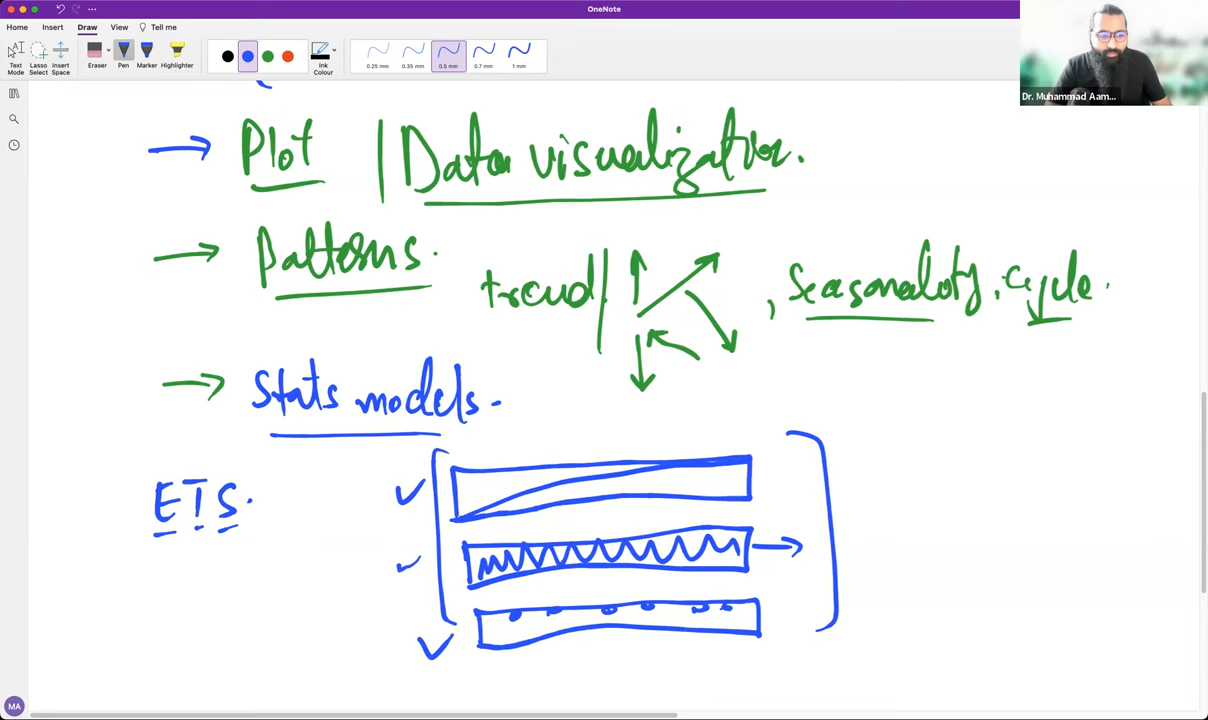 OneNote
Home Insert Draw View Tell me
Text Mode Lasso Select Insert Space Eraser Pen Marker Highlighter Ink Colour 0.25 mm 0.35 mm 0.5 mm 0.7 mm 1 mm
Dr. Muhammad Aam...
Plot | Data visualization.
Patterns. trend/ , Seasonality, cycle.
Stats models.
ETS.
MA